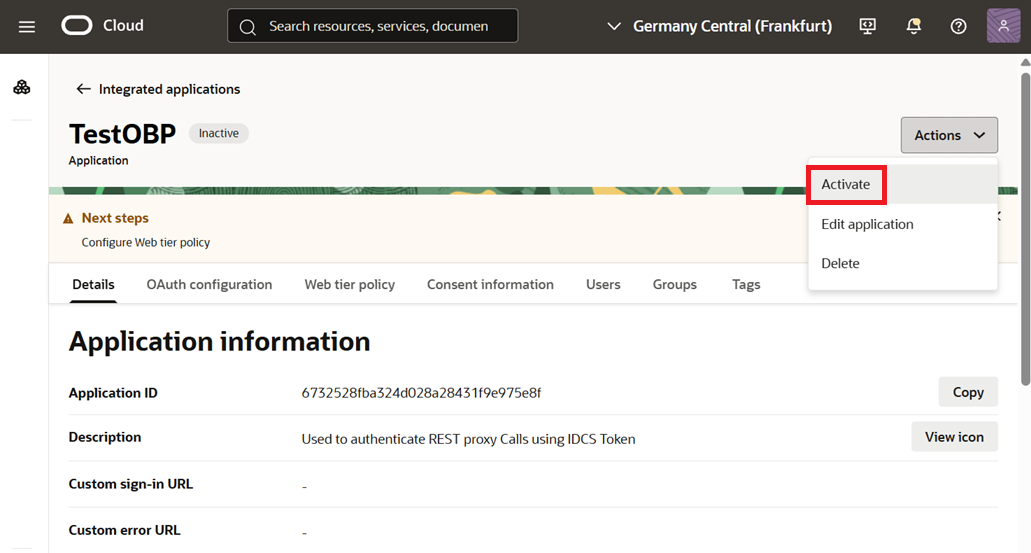 Cloud
Search resources, services, documen
Germany Central (Frankfurt)
Integrated applications
TestOBP
Inactive
Actions
Application
Activate
Next steps
Configure Web tier policy
Edit application
Delete
Details
OAuth configuration
Web tier policy
Consent information
Users
Groups
Tags
Application information
Application ID
6732528fba324d028a28431f9e975e8f
Copy
Description
Used to authenticate REST proxy Calls using IDCS Token
View icon
Custom sign-in URL
-
Custom error URL
-